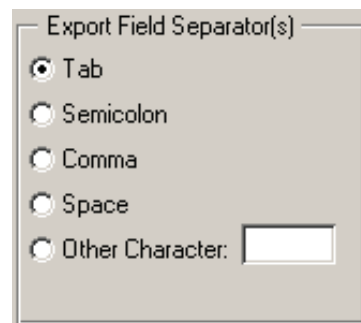 Export Field Separator(s)
Tab
Semicolon
Comma
Space
Other Character: